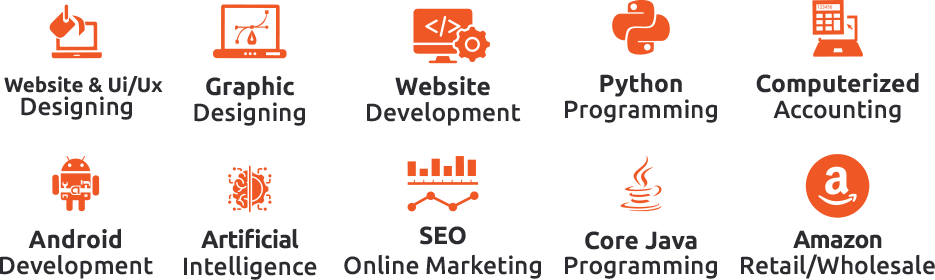 Website & Ui/Ux
Designing
Graphic
Designing
</>
Website
Development
Python
Programming
123456
Computerized
Accounting
Android
Development
Artificial
Intelligence
SEO
Online Marketing
Core Java
Programming
a
Amazon
Retail/Wholesale